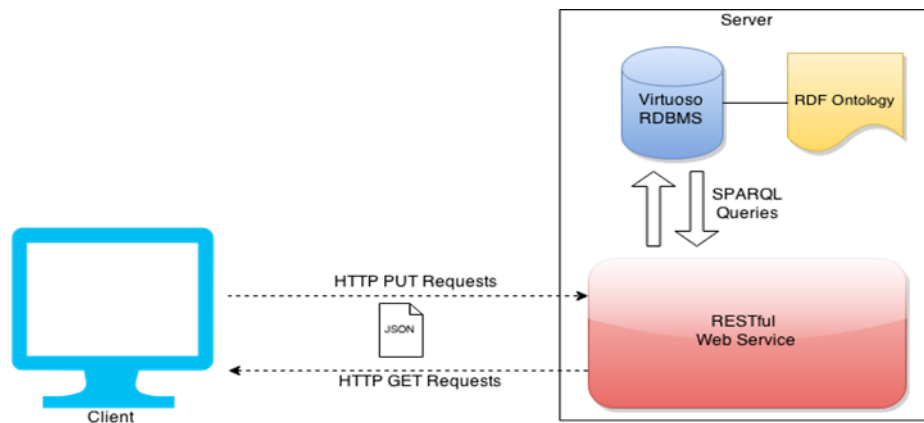 Server
Virtuoso
RDBMS
RDF Ontology
SPARQL
Queries
HTTP PUT Requests
JSON
HTTP GET Requests
RESTful
Web Service
Client